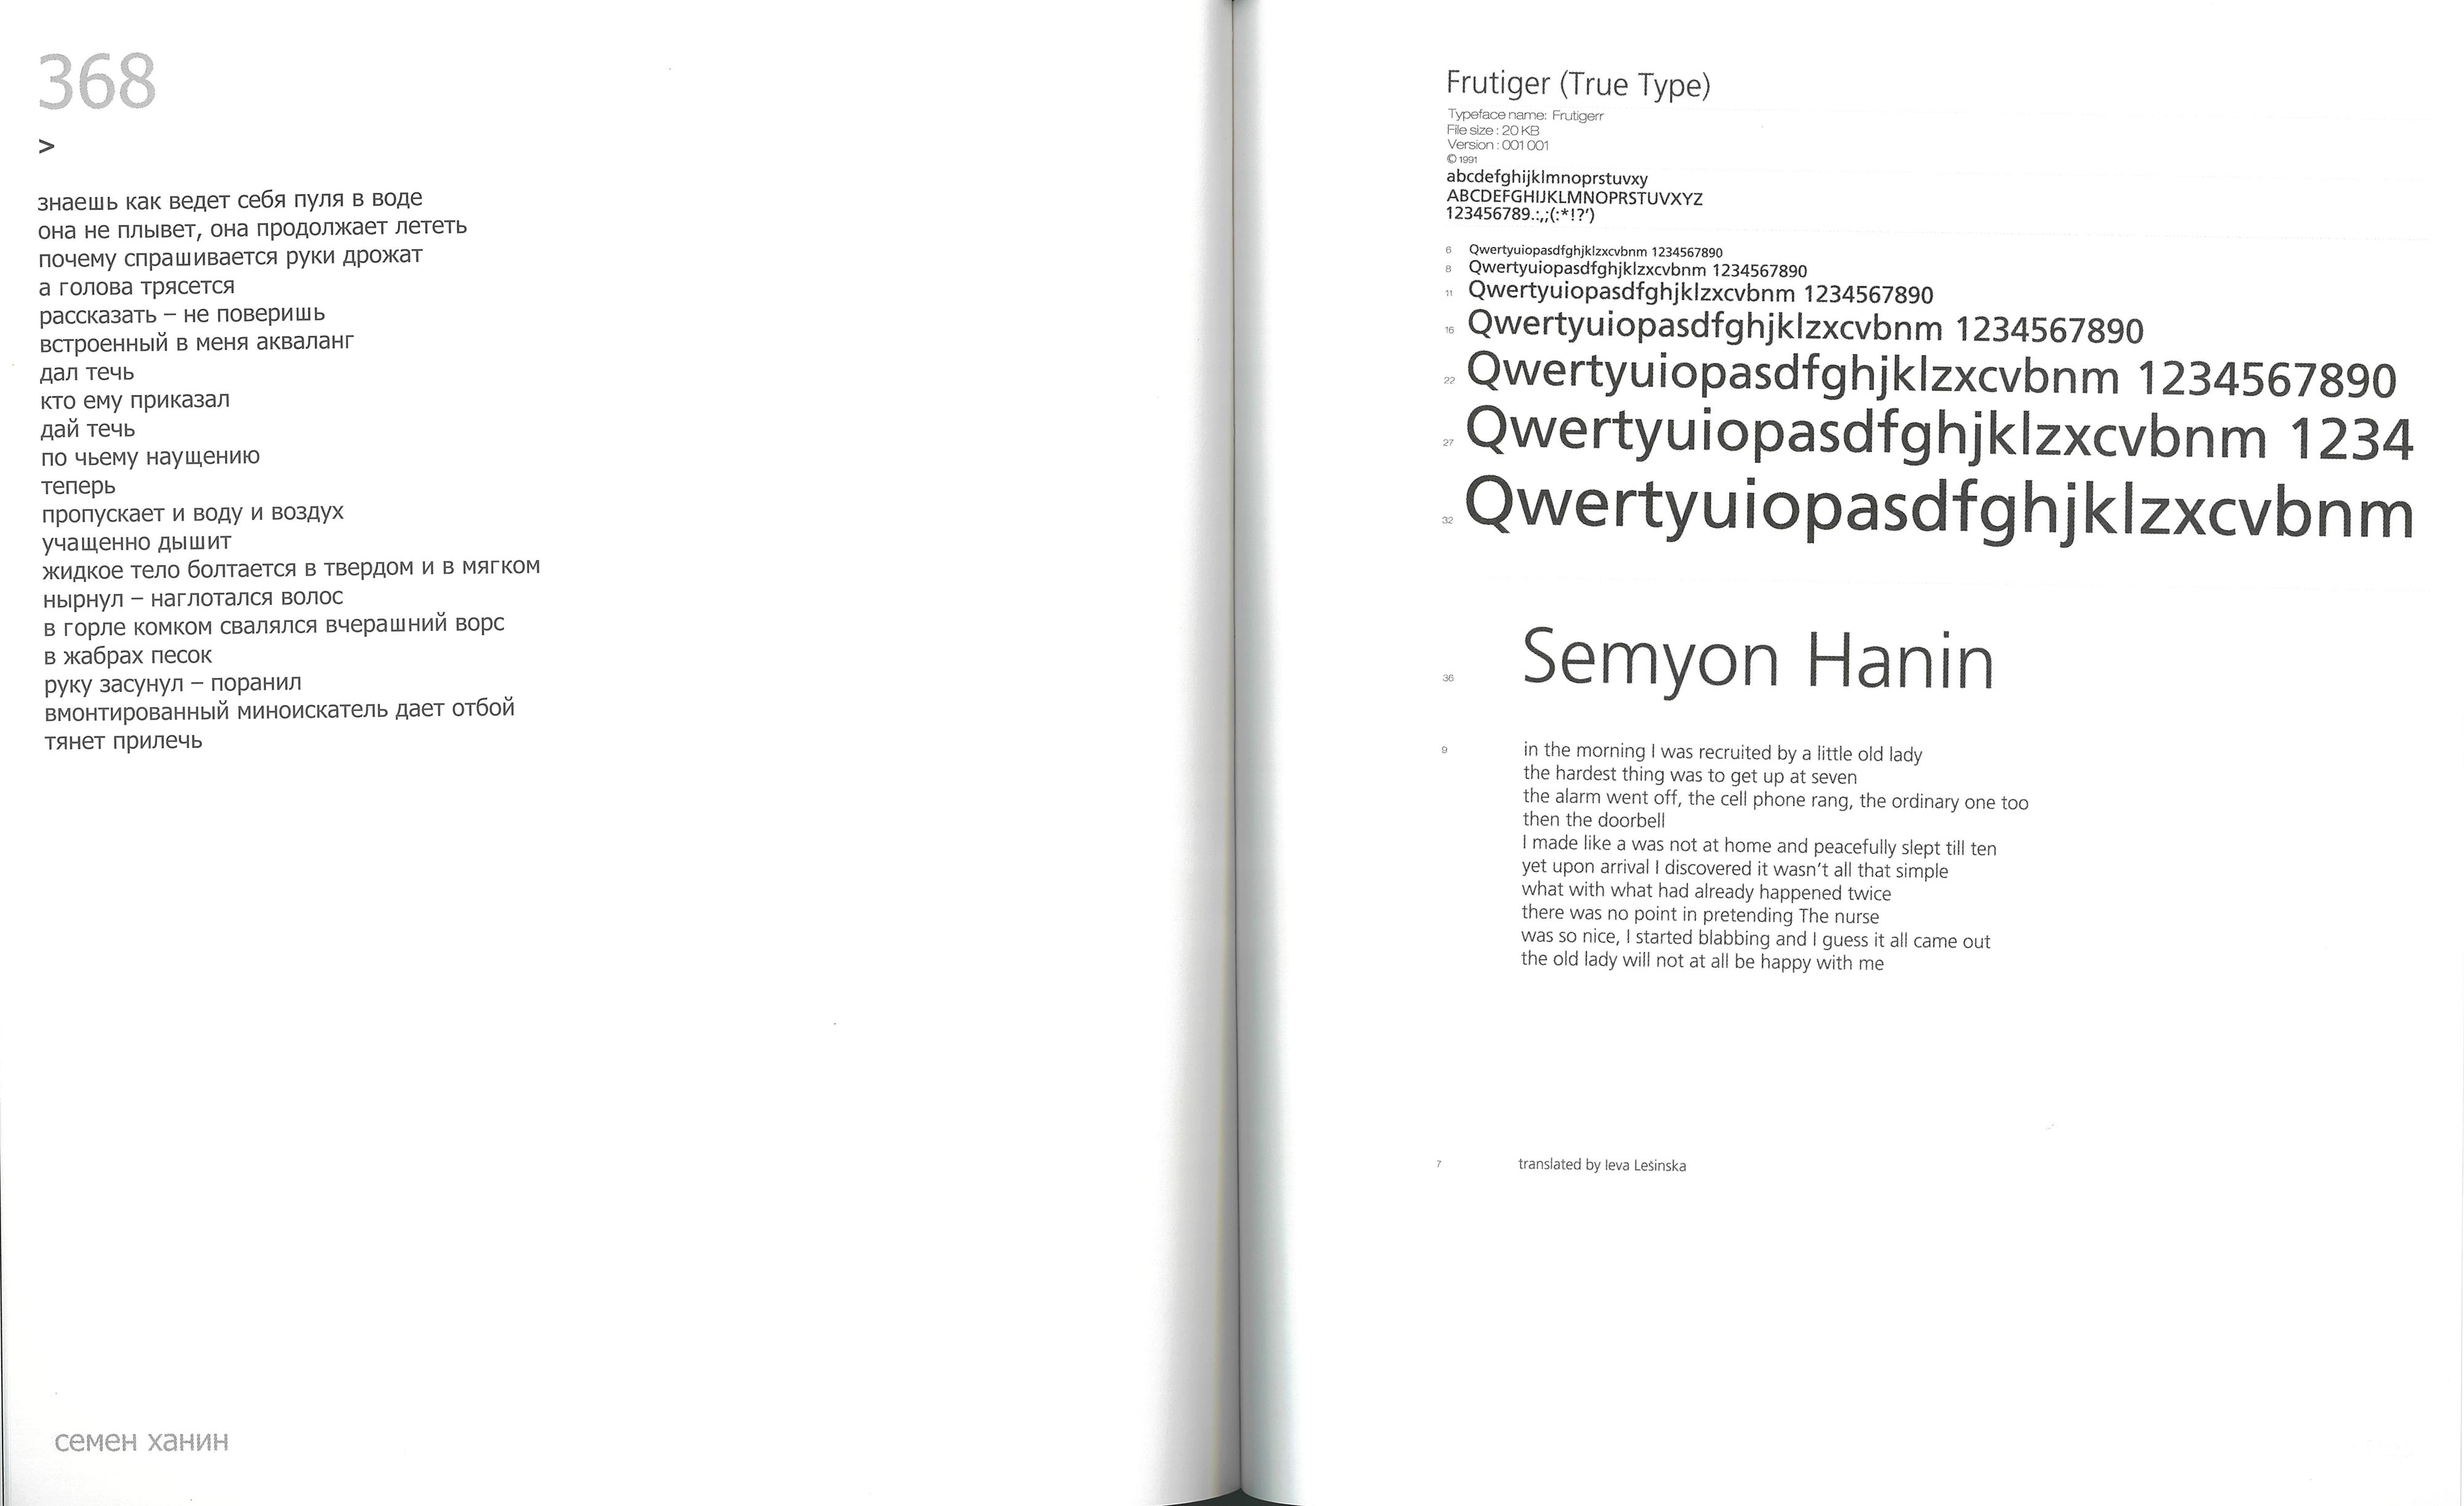 368
>
знаешь как ведет себя пуля в воде
она не плывет, она продолжает лететь
почему спрашивается руки дрожат
а голова трясется
рассказать – не поверишь
встроенный в меня акваланг
дал течь
кто ему приказал
дай течь
по чьему наущению
теперь
пропускает и воду и воздух
учащенно дышит
жидкое тело болтается в твердом и в мягком
нырнул – наглотался волос
в горле комком свалялся вчерашний ворс
в жабрах песок
руку засунул – поранил
вмонтированный миноискатель дает отбой
тянет прилечь
семен ханин
Frutiger (True Type)
Typeface name: Frutigerr
File size : 20 KB
Version : 001 001
© 1991
abcdefghijklmnoprstuvxy
ABCDEFGHIJKLMNOPRSTUVXYZ
123456789.:,;(:*!?')
6 Qwertyuiopasdfghjklzxcvbnm 1234567890
8 Qwertyuiopasdfghjklzxcvbnm 1234567890
11 Qwertyuiopasdfghjklzxcvbnm 1234567890
16 Qwertyuiopasdfghjklzxcvbnm 1234567890
22 Qwertyuiopasdfghjklzxcvbnm 1234567890
27 Qwertyuiopasdfghjklzxcvbnm 1234
32 Qwertyuiopasdfghjklzxcvbnm
36 Semyon Hanin
9 in the morning I was recruited by a little old lady
the hardest thing was to get up at seven
the alarm went off, the cell phone rang, the ordinary one too
then the doorbell
I made like a was not at home and peacefully slept till ten
yet upon arrival I discovered it wasn't all that simple
what with what had already happened twice
there was no point in pretending The nurse
was so nice, I started blabbing and I guess it all came out
the old lady will not at all be happy with me
7 translated by Ieva Lešinska